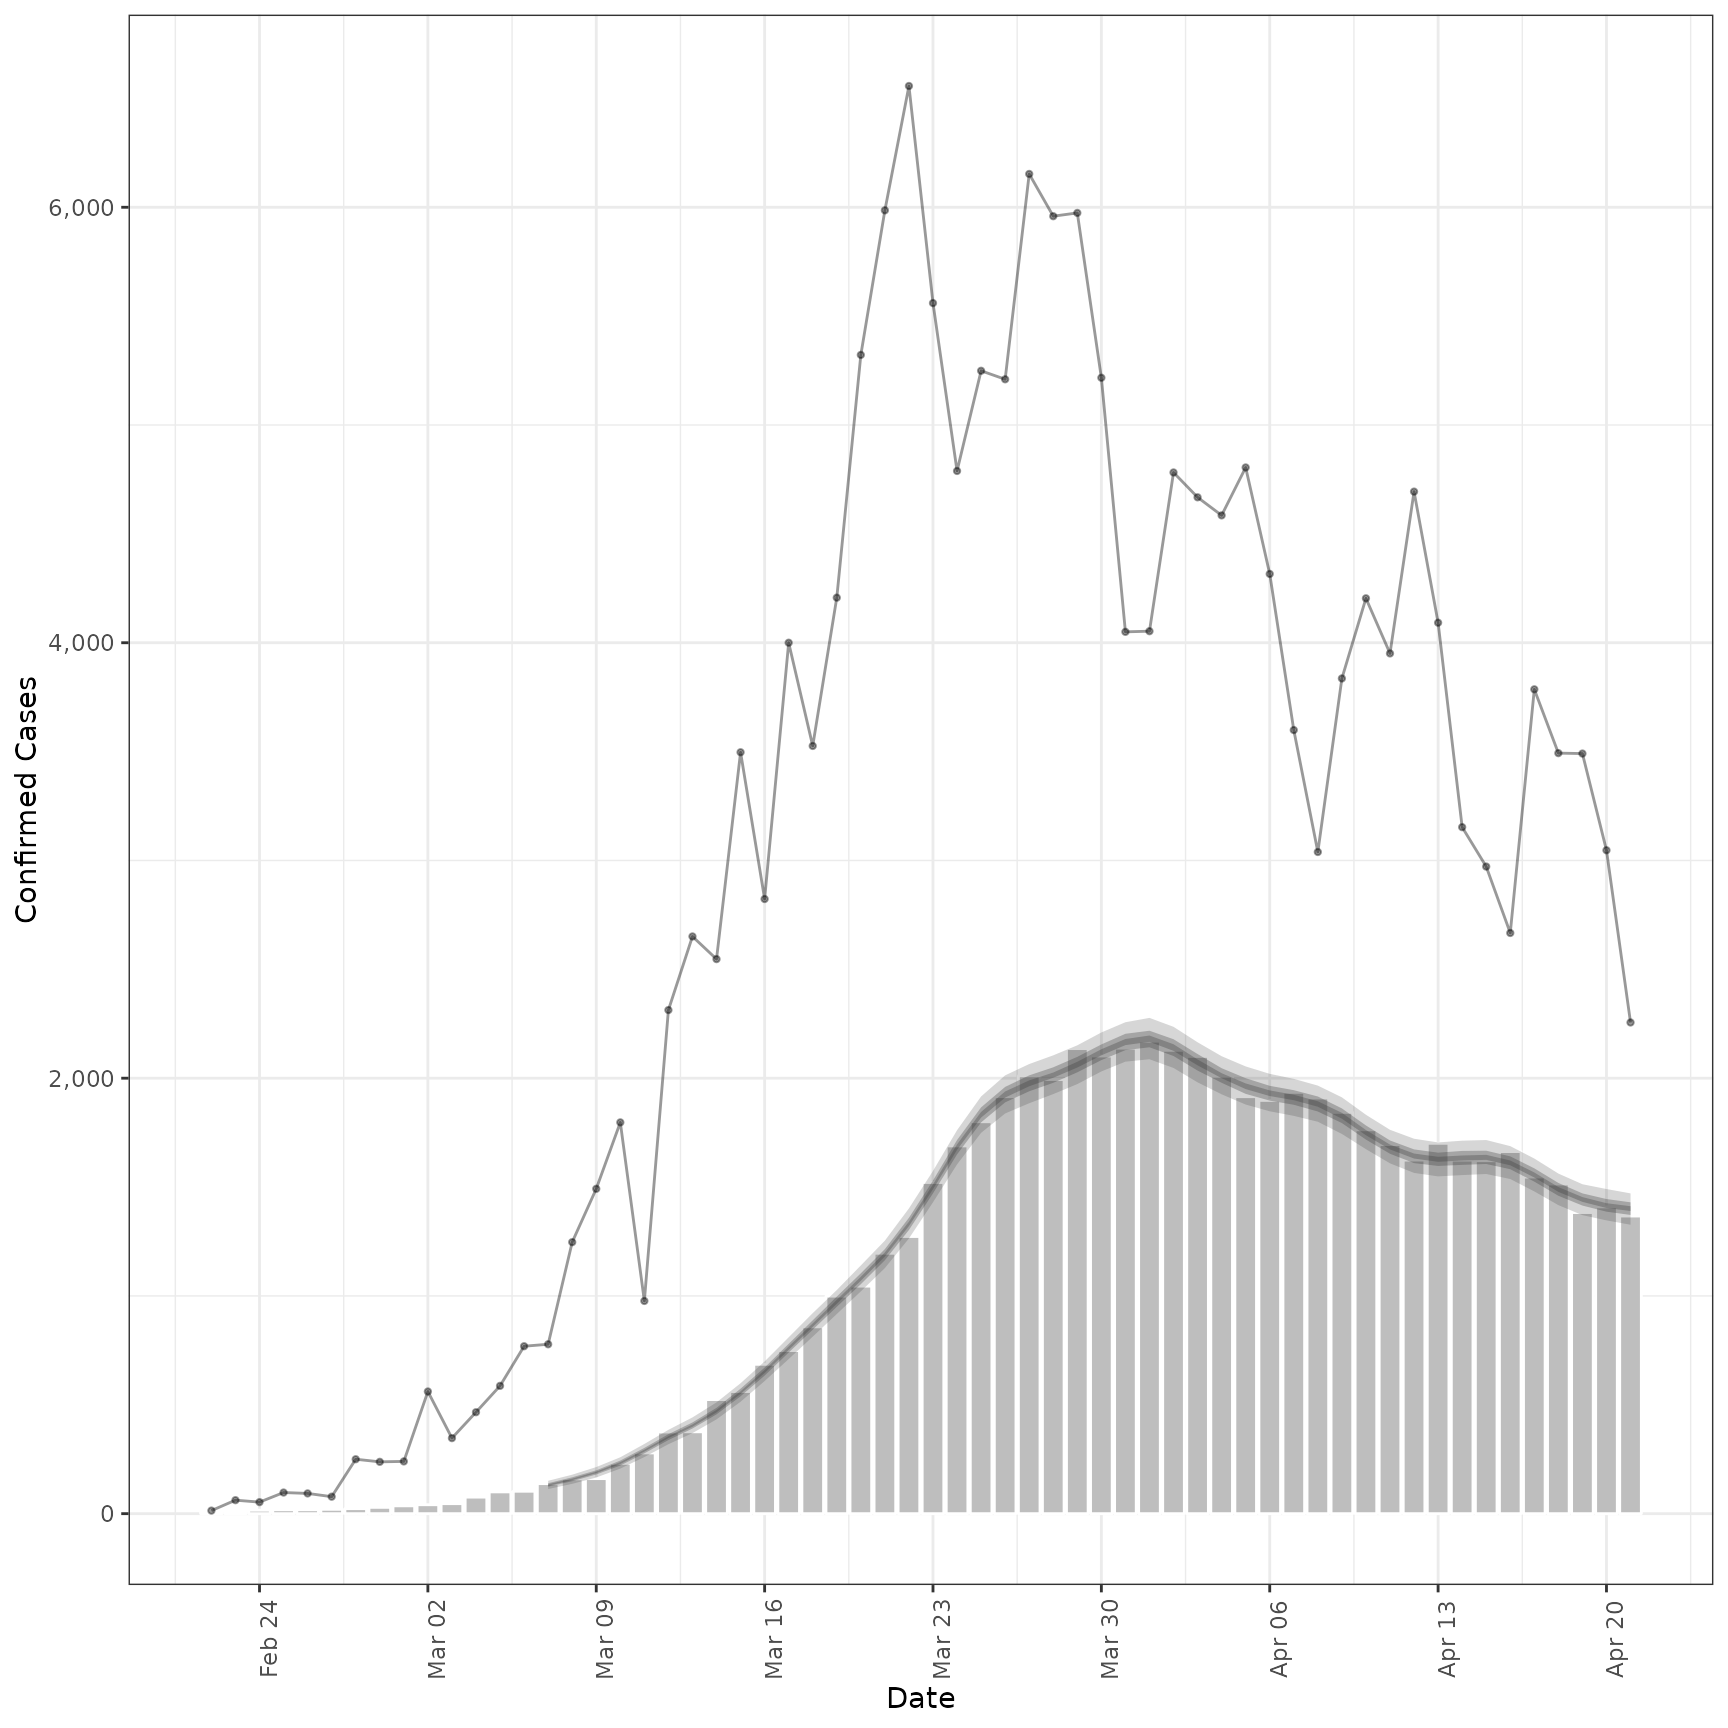 Confirmed Cases
6,000
4,000
2,000
0
Feb 24
Mar 02
Mar 09
Mar 16
Mar 23
Mar 30
Apr 06
Apr 13
Apr 20
Date